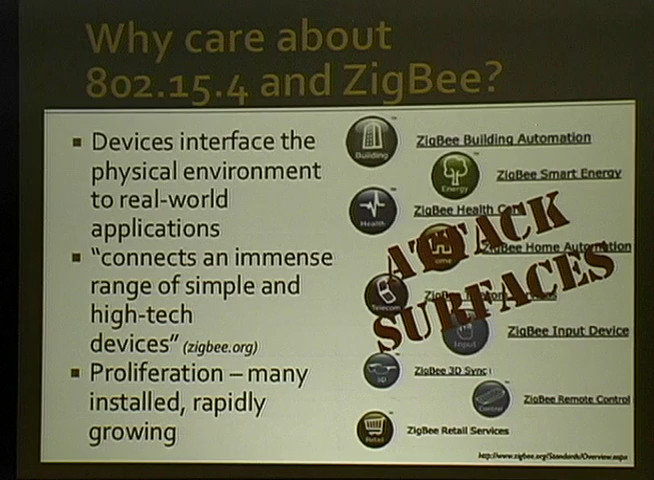 Why care about
802.15.4 and ZigBee?
▪ Devices interface the
physical environment
to real-world
applications
▪ "connects an immense
range of simple and
high-tech
devices" (zigbee.org)
▪ Proliferation – many
installed, rapidly
growing
Building
ZigBee Building Automation
Energy
ZigBee Smart Energy
Health
ZigBee Health
ZigBee Home Automation
Telecom
Input
ZigBee Input Device
3D
ZigBee 3D Sync
Control
ZigBee Remote Control
Retail
ZigBee Retail Services
ATTACK
SURFACES
http://www.zigbee.org/Standards/Overview.aspx